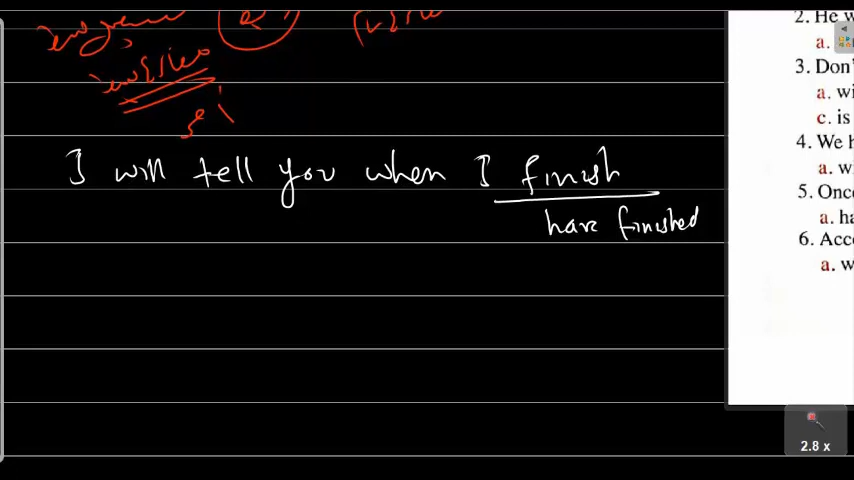 I will tell you when I finish
have finished
2. He w
a.
3. Don'
a. wi
c. is
4. We h
a. w
5. Once
a. ha
6. Acc
a. w
2.8 x